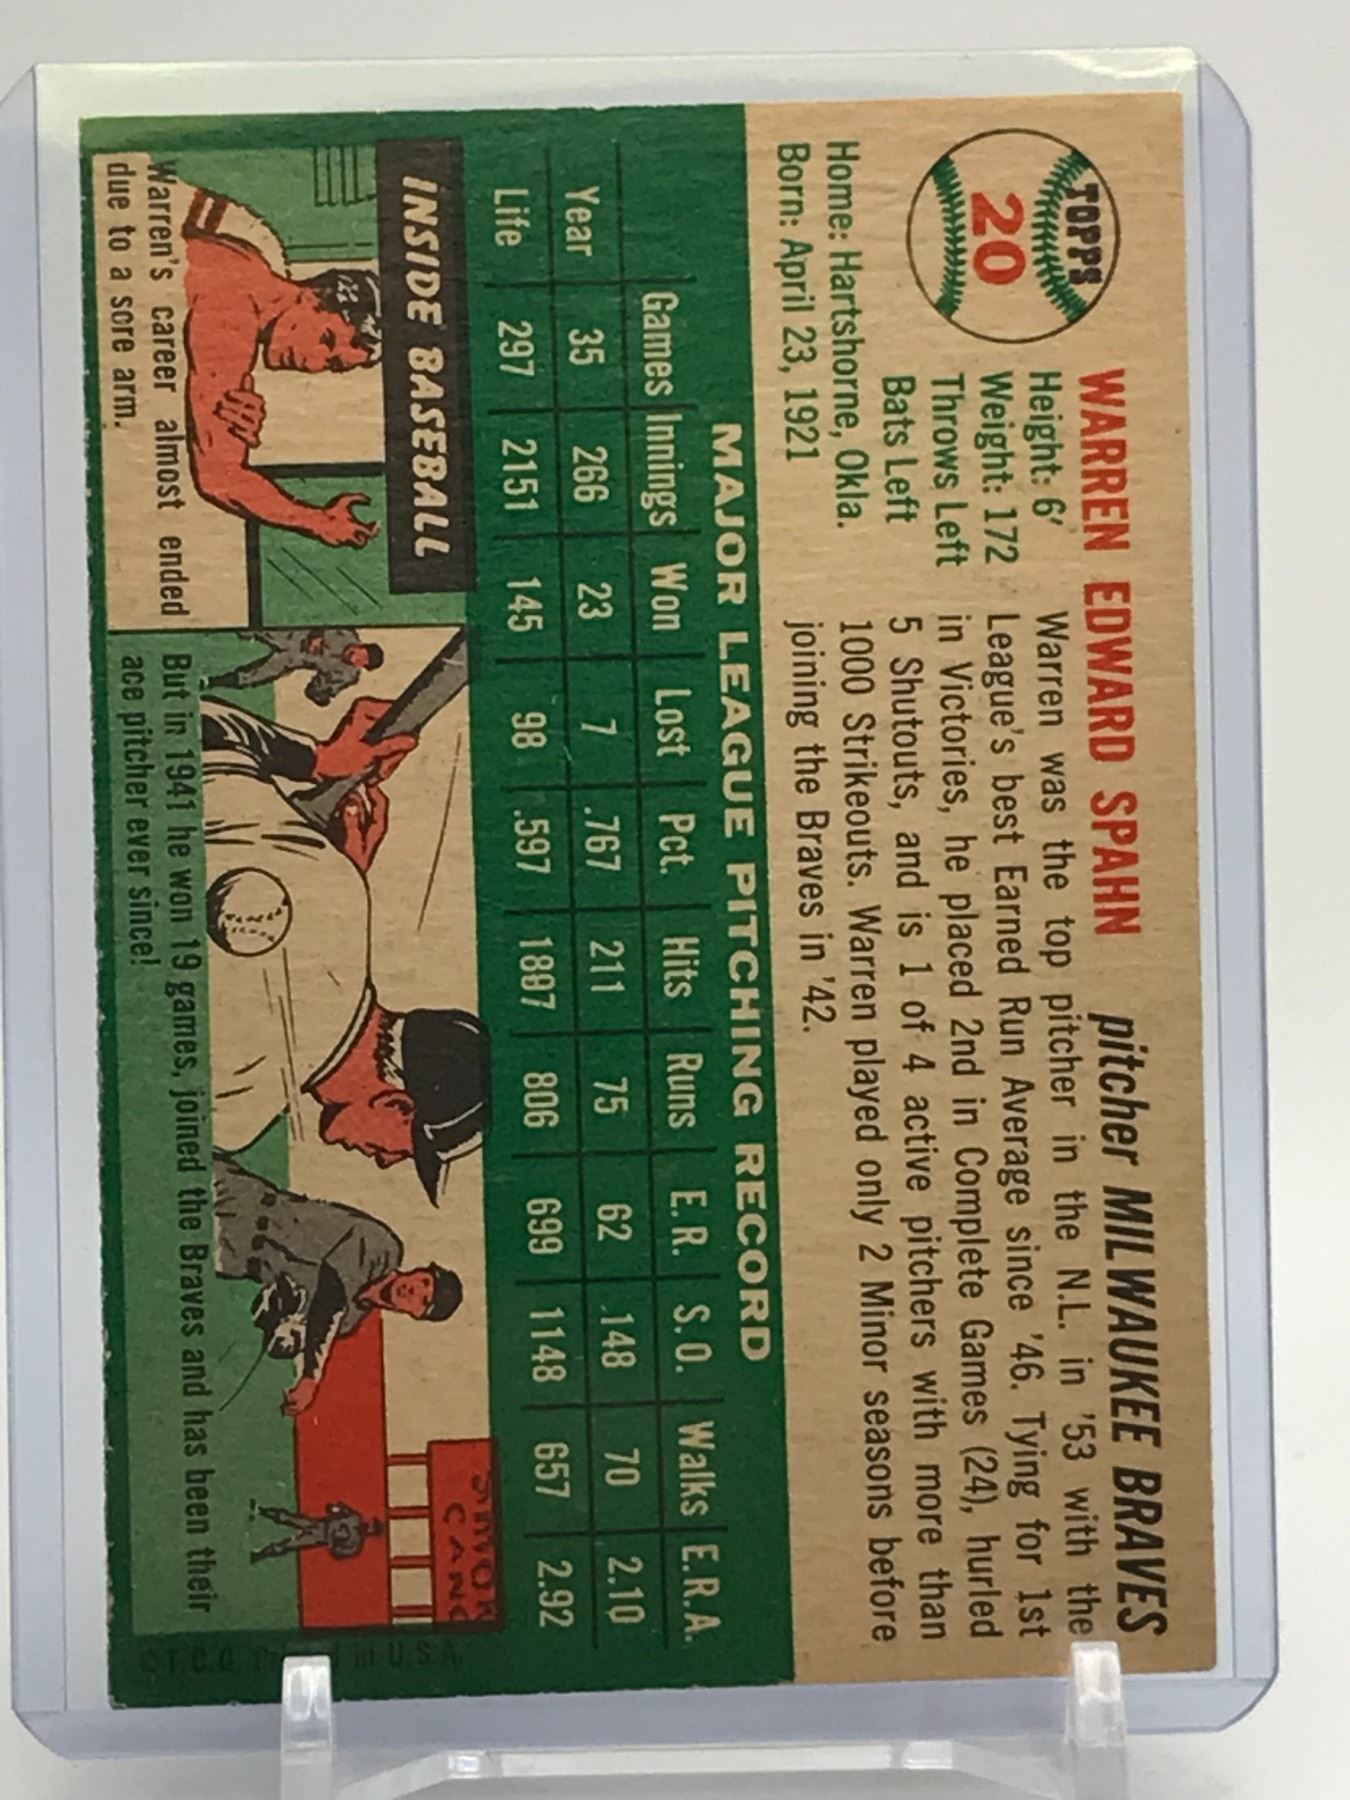 TOPPS
20
WARREN EDWARD SPAHN pitcher MILWAUKEE BRAVES
Height: 6'
Weight: 172
Throws Left
Bats Left
Home: Hartshorne, Okla.
Born: April 23, 1921
Warren was the top pitcher in the N.L. in '53 with the
League's best Earned Run Average since '46. Tying for 1st
in Victories, he placed 2nd in Complete Games (24), hurled
5 Shutouts, and is 1 of 4 active pitchers with more than
1000 Strikeouts. Warren played only 2 Minor seasons before
joining the Braves in '42.
MAJOR LEAGUE PITCHING RECORD
Games Innings Won Lost Pct. Hits Runs E.R. S.O. Walks E.R.A.
Year 35 266 23 7 .767 211 75 62 148 70 2.10
Life 297 2151 145 98 .597 1887 806 699 1148 657 2.92
INSIDE BASEBALL
Warren's career almost ended
due to a sore arm.
SMOK
CANC
But in 1941 he won 19 games, joined the Braves and has been their
ace pitcher ever since!
©T.C.G. Printed in U.S.A.